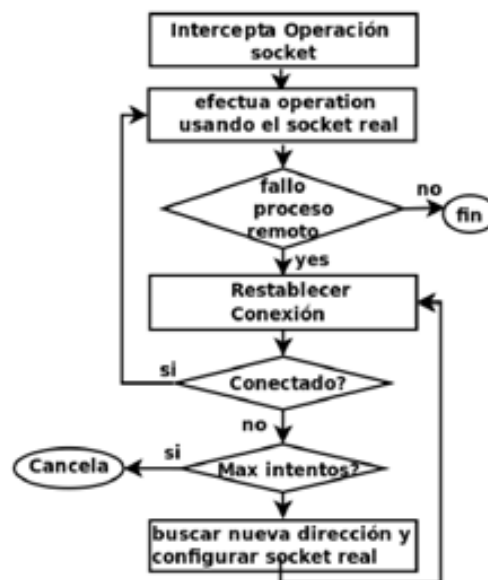 Intercepta Operación
socket
efectua operation
usando el socket real
fallo
proceso
remoto
no
fin
yes
Restablecer
Conexión
si
Conectado?
no
si
Cancela
Max intentos?
buscar nueva dirección y
configurar socket real